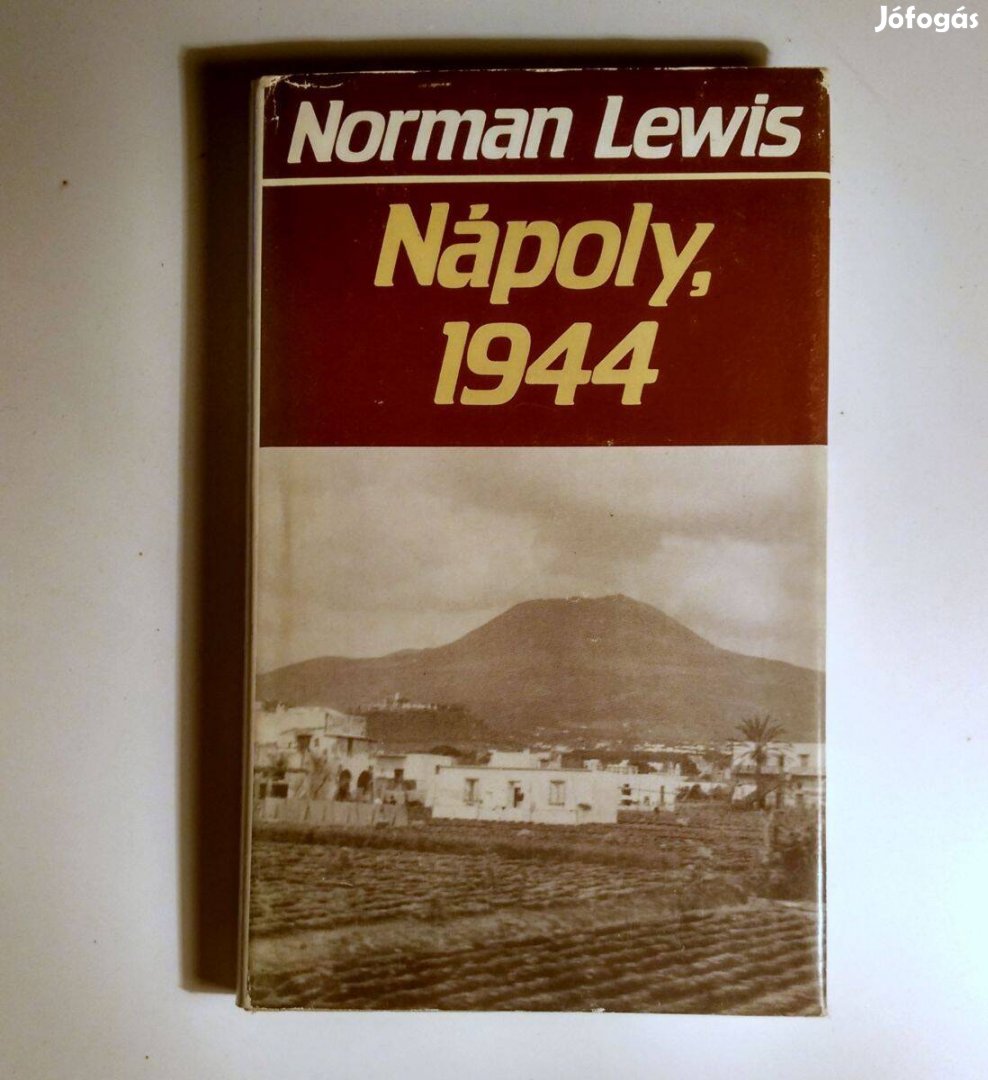 Jófogás
Norman Lewis
Nápoly,
1944